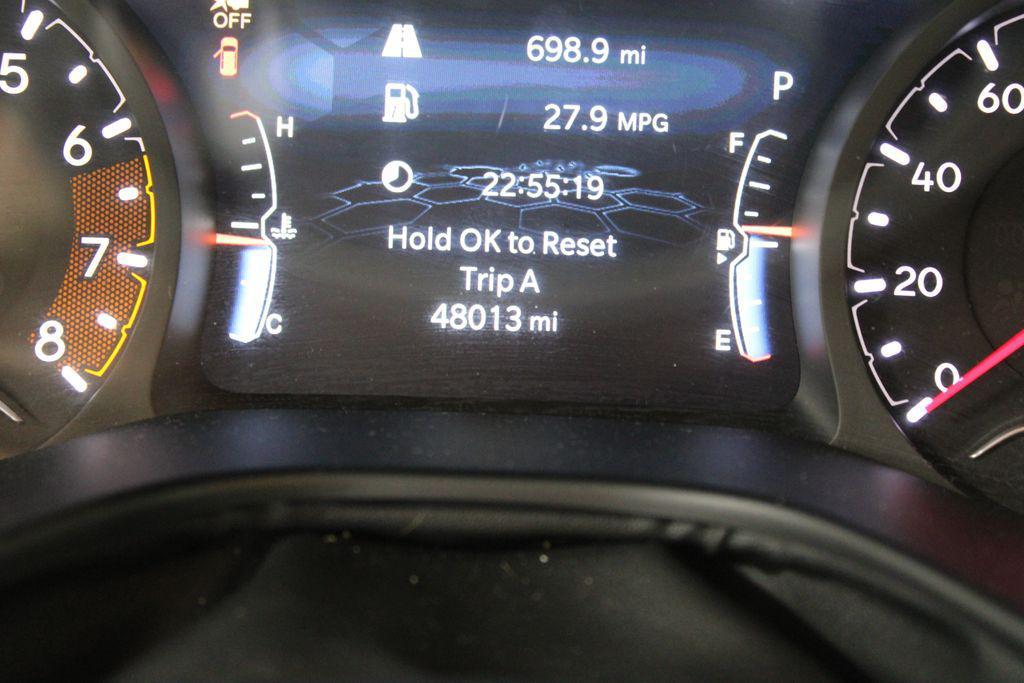 OFF
698.9 mi
P
27.9 MPG
H
F
22:55:19
Hold OK to Reset
Trip A
48013 mi
C
E
5
6
7
8
60
40
20
0